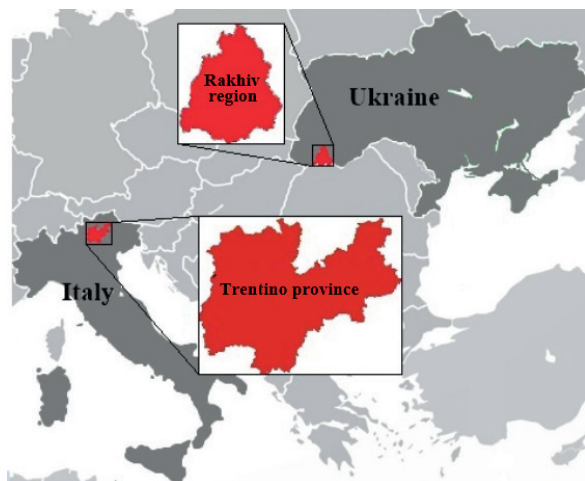 Rakhiv
region
Ukraine
Italy
Trentino province